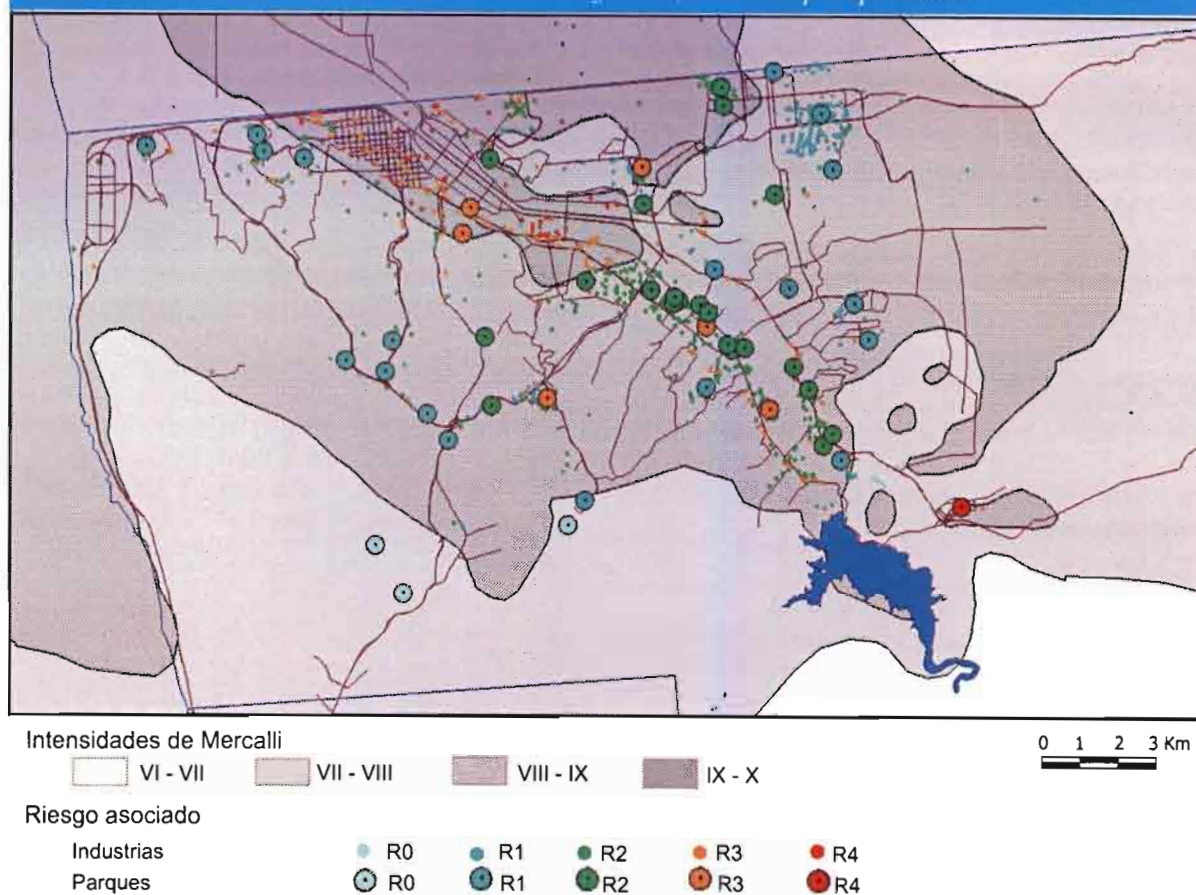 Intensidades de Mercalli
VI - VII VII - VIII VIII - IX IX - X
0 1 2 3 Km
Riesgo asociado
Industrias R0 R1 R2 R3 R4
Parques R0 R1 R2 R3 R4